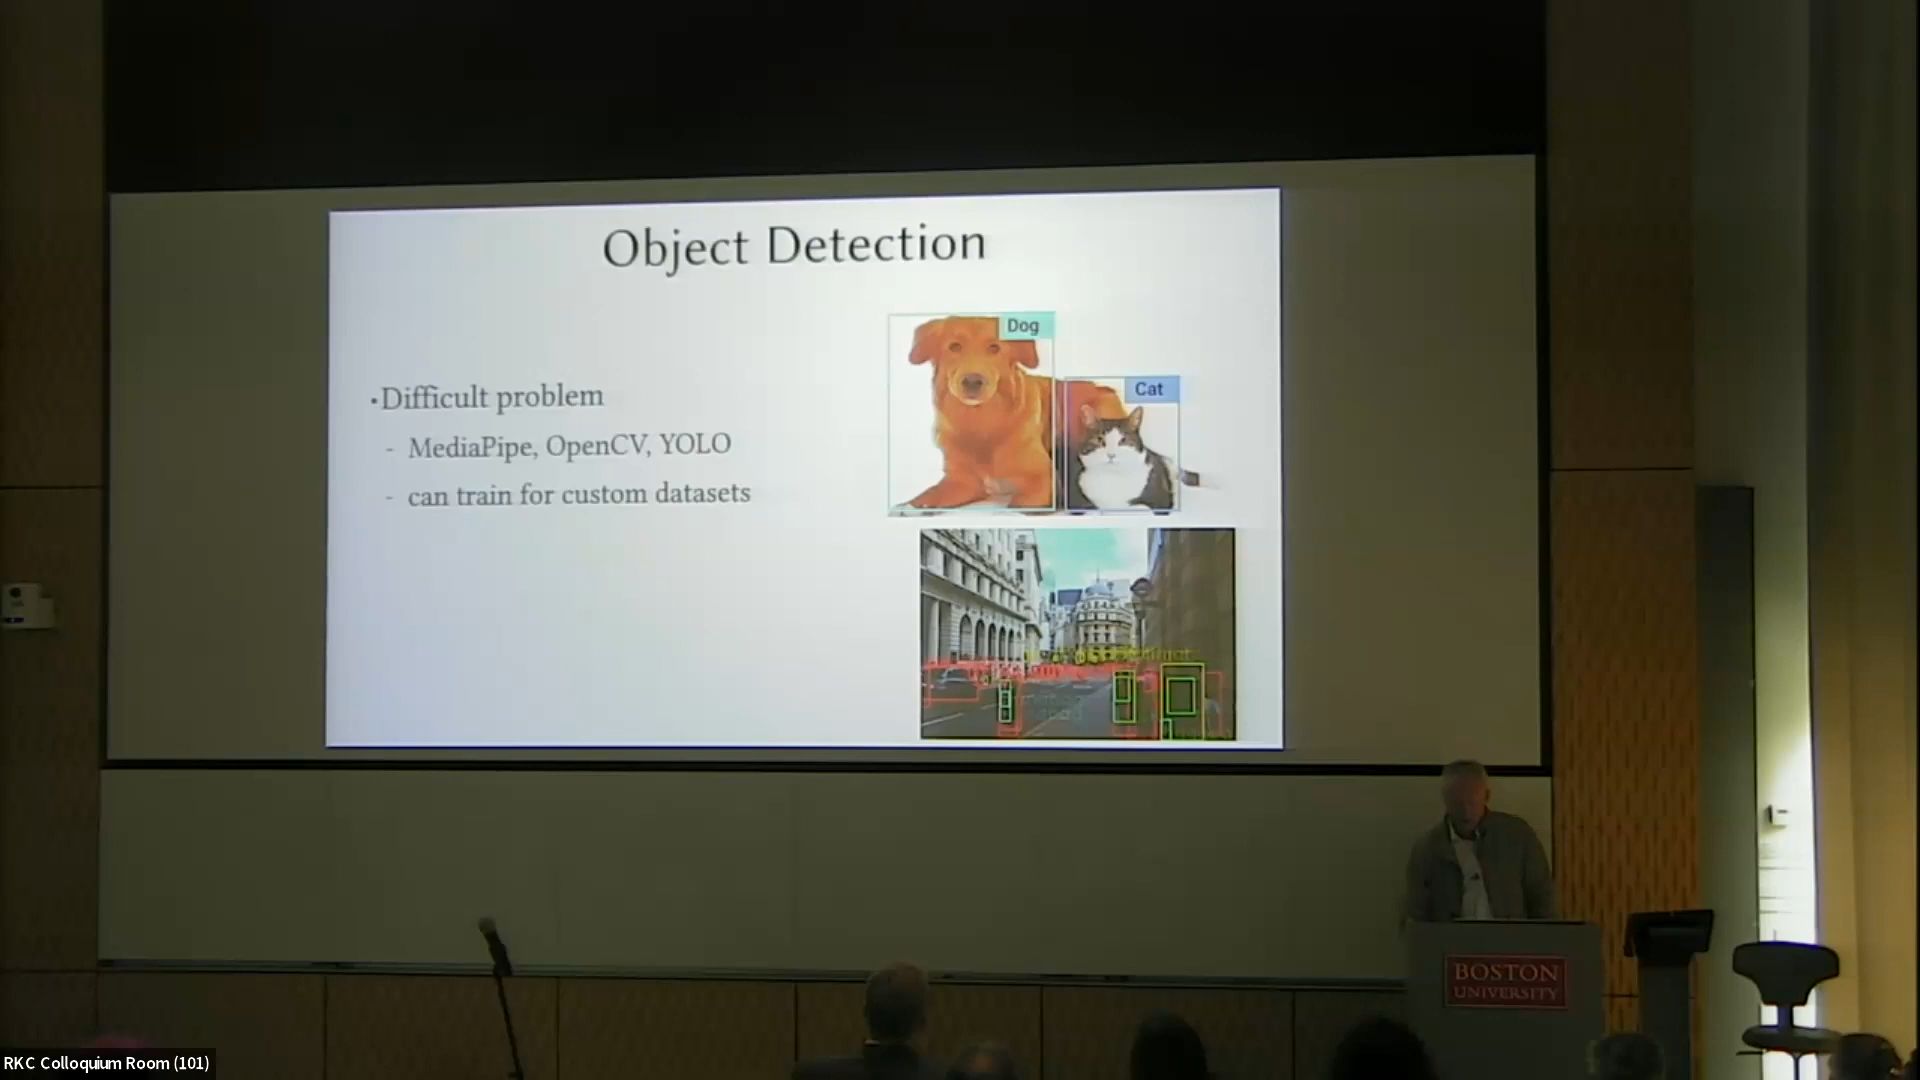 Object Detection
Dog
Cat
•Difficult problem
- MediaPipe, OpenCV, YOLO
- can train for custom datasets
BOSTON
UNIVERSITY
RKC Colloquium Room (101)